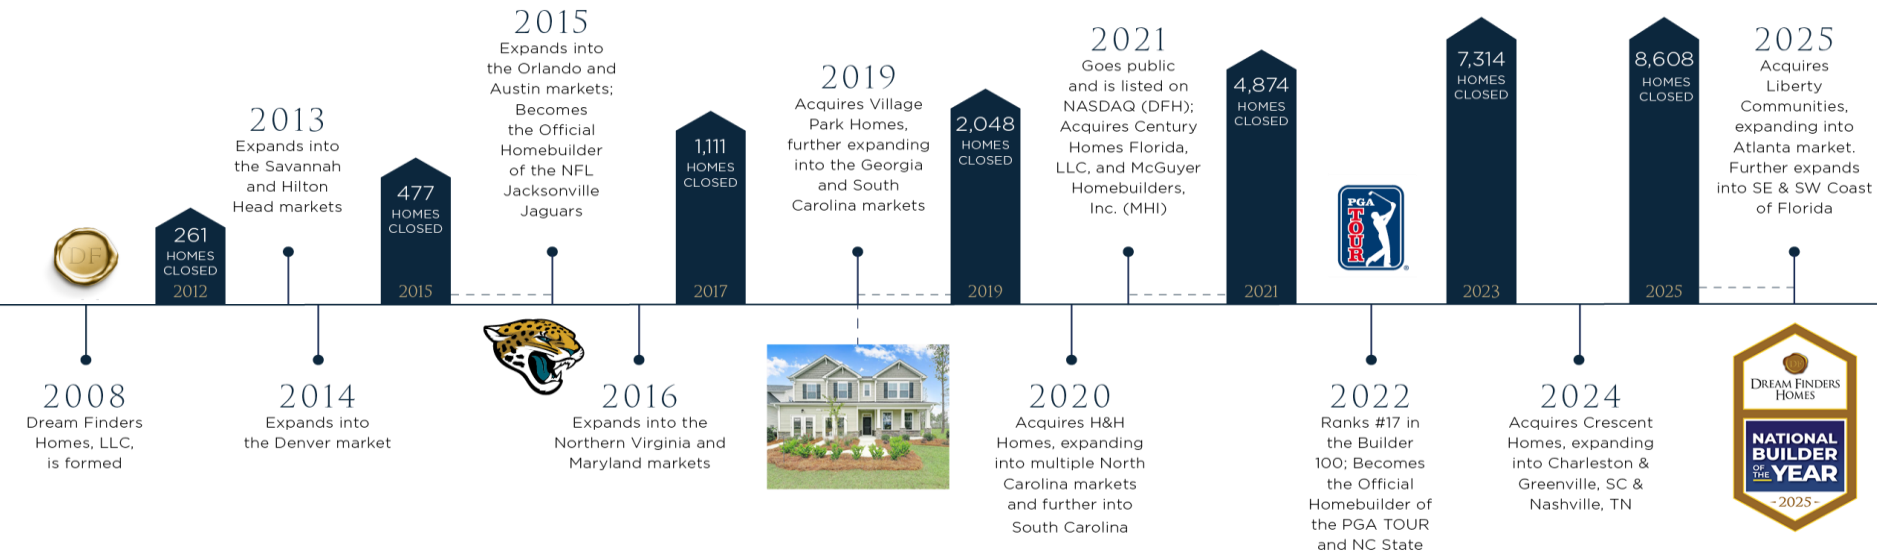 2008
Dream Finders
Homes, LLC,
is formed
DF
261
HOMES
CLOSED
2012
2013
Expands into
the Savannah
and Hilton
Head markets
2014
Expands into
the Denver market
477
HOMES
CLOSED
2015
2015
Expands into
the Orlando and
Austin markets;
Becomes
the Official
Homebuilder
of the NFL
Jacksonville
Jaguars
2016
Expands into the
Northern Virginia and
Maryland markets
1,111
HOMES
CLOSED
2017
2019
Acquires Village
Park Homes,
further expanding
into the Georgia
and South
Carolina markets
2,048
HOMES
CLOSED
2019
2020
Acquires H&H
Homes, expanding
into multiple North
Carolina markets
and further into
South Carolina
2021
Goes public
and is listed on
NASDAQ (DFH);
Acquires Century
Homes Florida,
LLC, and McGuyer
Homebuilders,
Inc. (MHI)
4,874
HOMES
CLOSED
2021
PGA
TOUR
®
2022
Ranks #17 in
the Builder
100; Becomes
the Official
Homebuilder of
the PGA TOUR
and NC State
7,314
HOMES
CLOSED
2023
2024
Acquires Crescent
Homes, expanding
into Charleston &
Greenville, SC &
Nashville, TN
8,608
HOMES
CLOSED
2025
2025
Acquires
Liberty
Communities,
expanding into
Atlanta market.
Further expands
into SE & SW Coast
of Florida
DREAM FINDERS
HOMES
NATIONAL
BUILDER
OF THE YEAR
-2025-